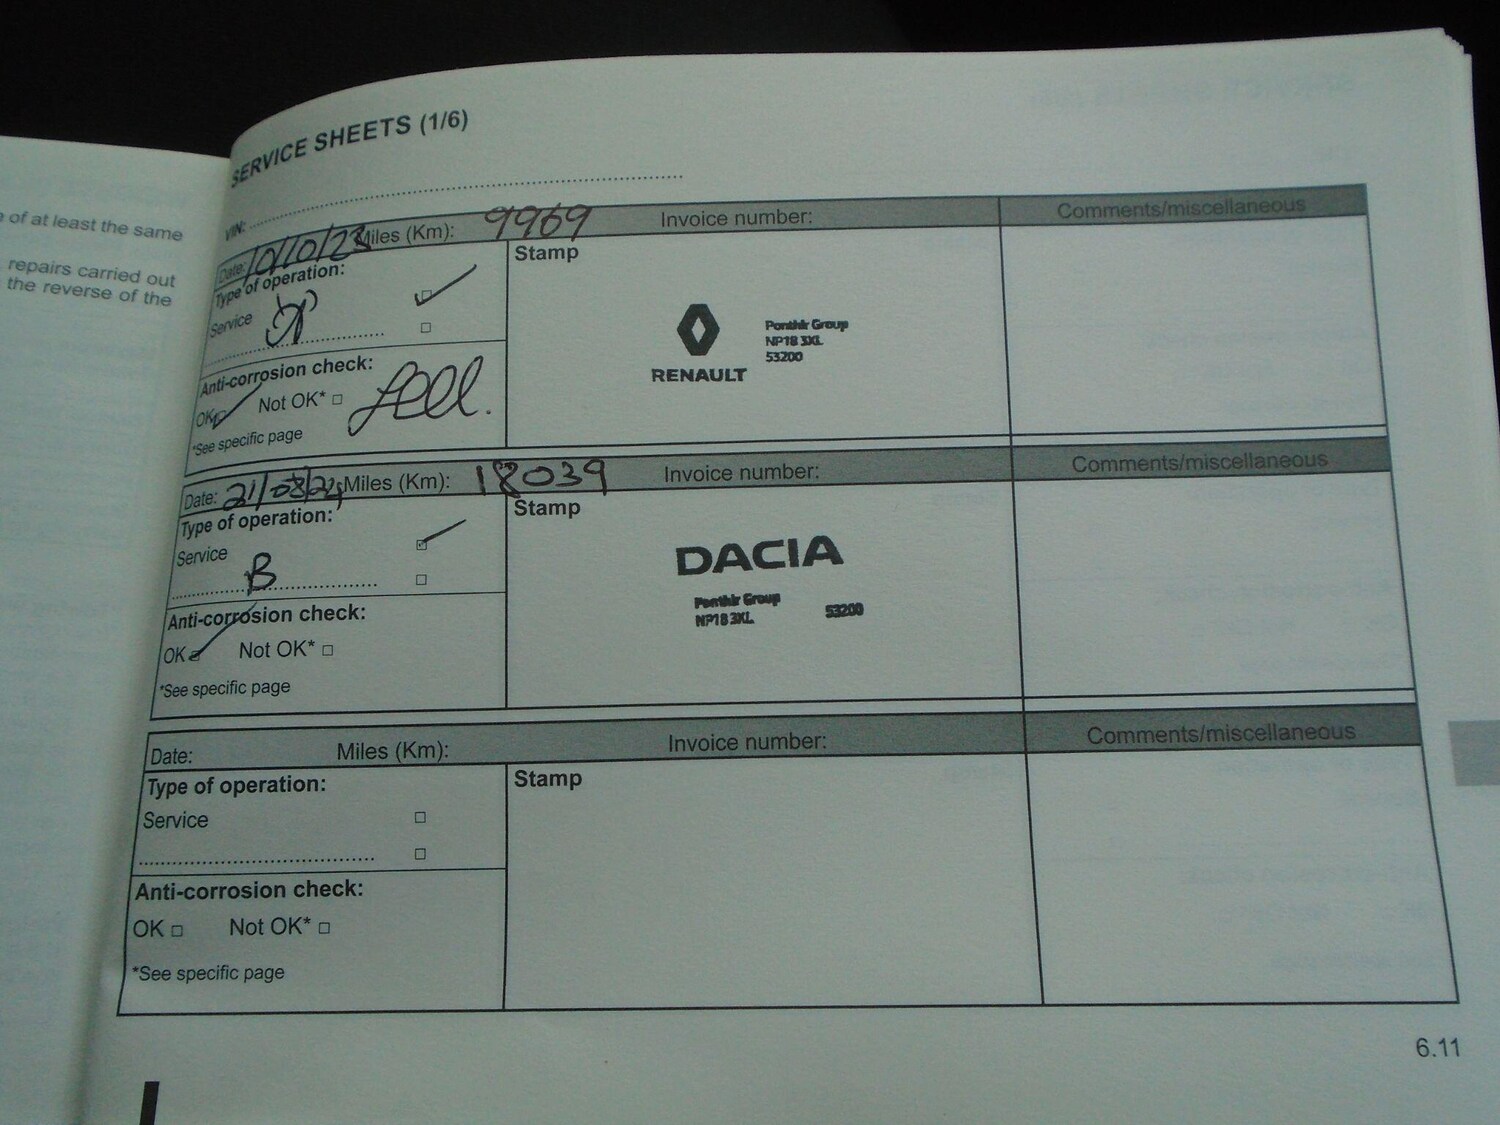 of at least the same
repairs carried out
the reverse of the
SERVICE SHEETS (1/6)
VIN:
Date: 10/10/23 Miles (Km): 9969 Invoice number: Comments/miscellaneous
Type of operation:
Stamp
Service
RENAULT
Ponthir Group
NP18 3XL
53200
Anti-corrosion check:
OK Not OK*
*See specific page
Date: 21/08/24 Miles (Km): 18039 Invoice number: Comments/miscellaneous
Type of operation:
Stamp
Service
B
DACIA
Ponthir Group
NP18 3XL 53200
Anti-corrosion check:
OK Not OK*
*See specific page
Date: Miles (Km): Invoice number: Comments/miscellaneous
Type of operation:
Stamp
Service
Anti-corrosion check:
OK Not OK*
*See specific page
6.11